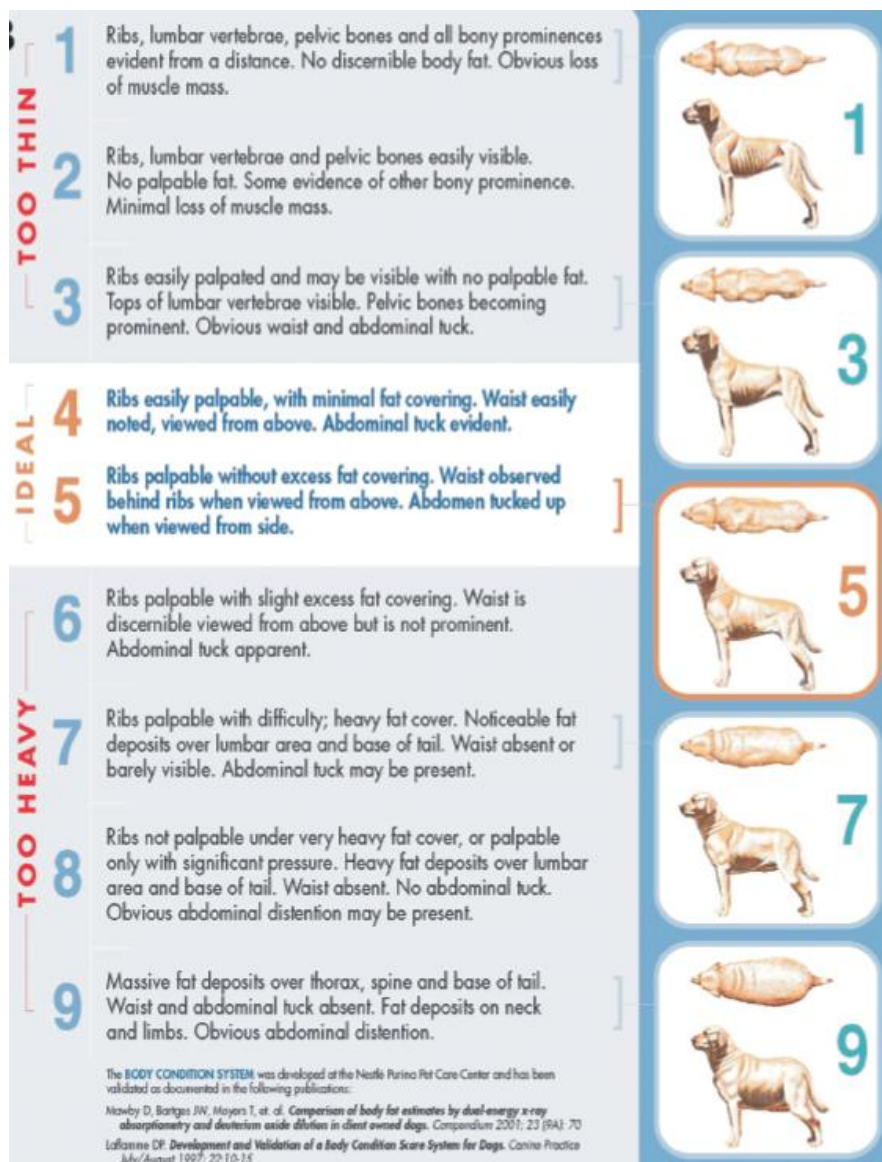 TOO THIN
1
Ribs, lumbar vertebrae, pelvic bones and all bony prominences
evident from a distance. No discernible body fat. Obvious loss
of muscle mass.
1
2
Ribs, lumbar vertebrae and pelvic bones easily visible.
No palpable fat. Some evidence of other bony prominence.
Minimal loss of muscle mass.
3
Ribs easily palpated and may be visible with no palpable fat.
Tops of lumbar vertebrae visible. Pelvic bones becoming
prominent. Obvious waist and abdominal tuck.
3
IDEAL
4
Ribs easily palpable, with minimal fat covering. Waist easily
noted, viewed from above. Abdominal tuck evident.
5
Ribs palpable without excess fat covering. Waist observed
behind ribs when viewed from above. Abdomen tucked up
when viewed from side.
5
TOO HEAVY
6
Ribs palpable with slight excess fat covering. Waist is
discernible viewed from above but is not prominent.
Abdominal tuck apparent.
7
Ribs palpable with difficulty; heavy fat cover. Noticeable fat
deposits over lumbar area and base of tail. Waist absent or
barely visible. Abdominal tuck may be present.
7
8
Ribs not palpable under very heavy fat cover, or palpable
only with significant pressure. Heavy fat deposits over lumbar
area and base of tail. Waist absent. No abdominal tuck.
Obvious abdominal distention may be present.
9
Massive fat deposits over thorax, spine and base of tail.
Waist and abdominal tuck absent. Fat deposits on neck
and limbs. Obvious abdominal distention.
9
The BODY CONDITION SYSTEM was developed at the Nestle Purina Pet Care Center and has been
validated as documented in the following publications:
Mawby D, Bartges JW, Moyers T, et. al. Comparison of body fat estimates by dual-energy x-ray
absorptiometry and deuterium oxide dilution in client owned dogs. Compendium 2001; 23 (9A): 70
Laflamme DP. Development and Validation of a Body Condition Score System for Dogs. Canine Practice
July/August 1997; 22:10-15